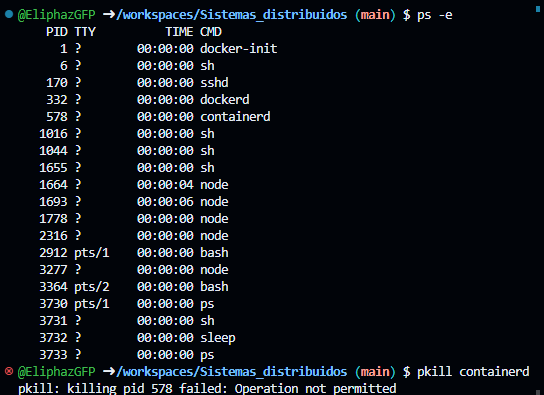 @EliphazGFP ➜/workspaces/Sistemas_distribuidos (main) $ ps -e
PID TTY TIME CMD
1 ? 00:00:00 docker-init
6 ? 00:00:00 sh
170 ? 00:00:00 sshd
332 ? 00:00:00 dockerd
578 ? 00:00:00 containerd
1016 ? 00:00:00 sh
1044 ? 00:00:00 sh
1655 ? 00:00:00 sh
1664 ? 00:00:04 node
1693 ? 00:00:06 node
1778 ? 00:00:00 node
2316 ? 00:00:00 node
2912 pts/1 00:00:00 bash
3277 ? 00:00:00 node
3364 pts/2 00:00:00 bash
3730 pts/1 00:00:00 ps
3731 ? 00:00:00 sh
3732 ? 00:00:00 sleep
3733 ? 00:00:00 ps
@EliphazGFP ➜/workspaces/Sistemas_distribuidos (main) $ pkill containerd
pkill: killing pid 578 failed: Operation not permitted